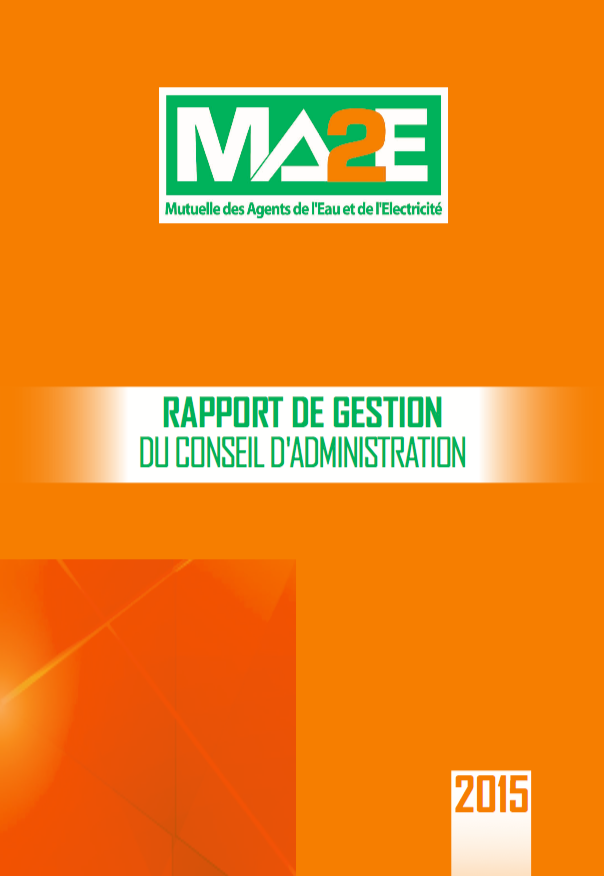 MA2E
Mutuelle des Agents de l'Eau et de l'Electricité
RAPPORT DE GESTION
DU CONSEIL D'ADMINISTRATION
2015